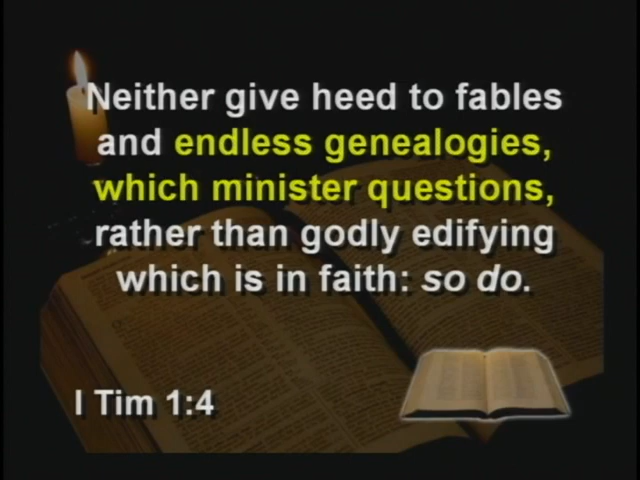 Neither give heed to fables
and endless genealogies,
which minister questions,
rather than godly edifying
which is in faith: so do.
I Tim 1:4